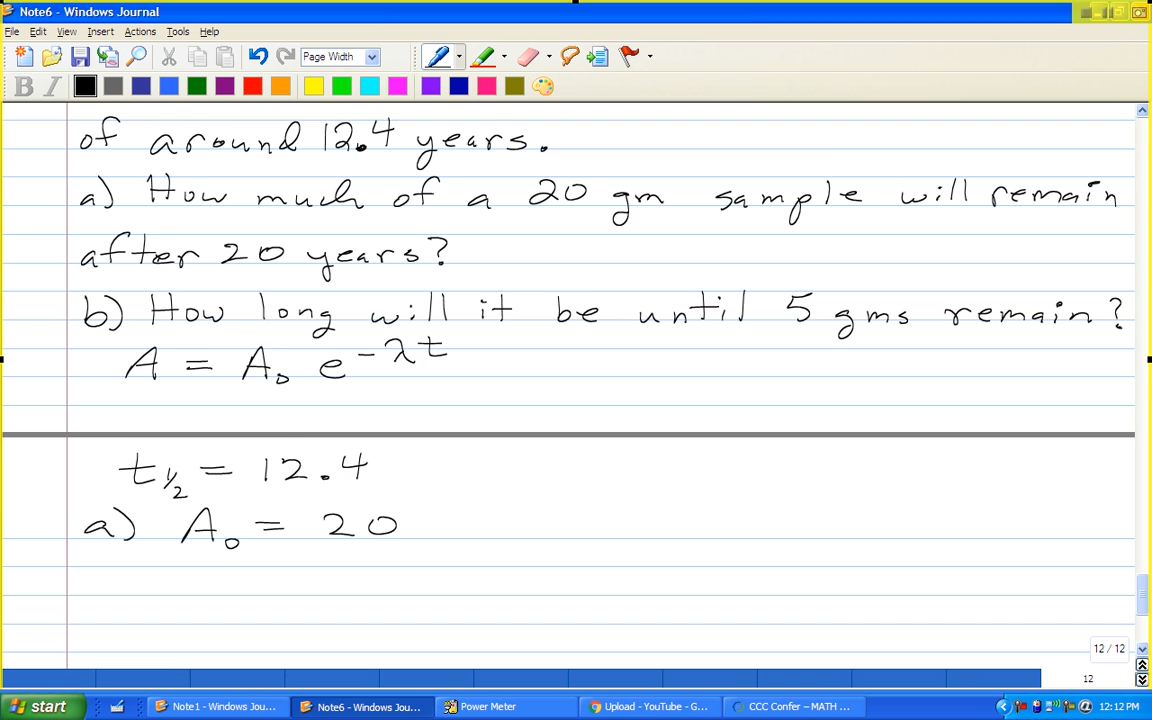 Note6 - Windows Journal
File Edit View Insert Actions Tools Help
Page Width
B I
of around 12.4 years.
a) How much of a 20 gm sample will remain
after 20 years?
b) How long will it be until 5 gms remain?
A = A₀ e^-λt
t½ = 12.4
a) A₀ = 20
12 / 12
12
start Note1 - Windows Jou... Note6 - Windows Jou... Power Meter Upload - YouTube - G... CCC Confer – MATH ... 12:12 PM